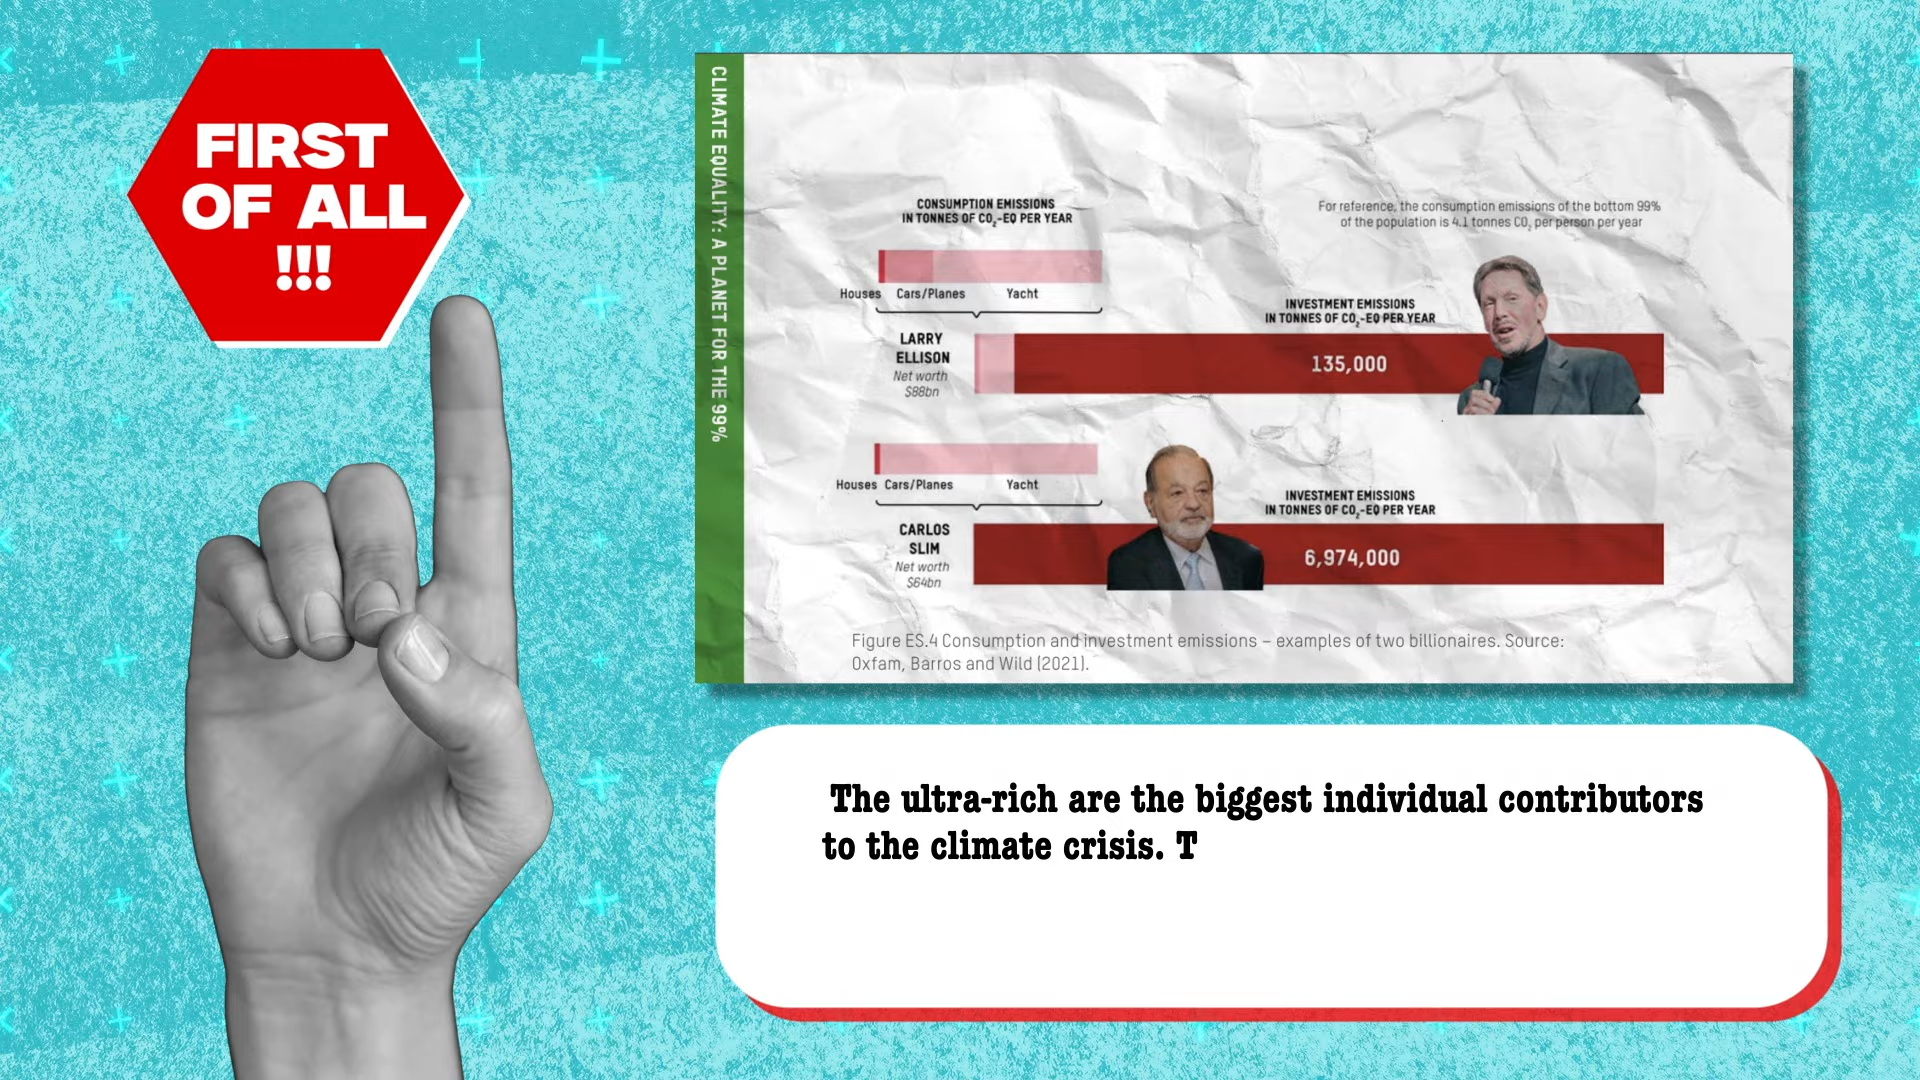 FIRST
OF ALL
!!!
CLIMATE EQUALITY: A PLANET FOR THE 99%
CONSUMPTION EMISSIONS
IN TONNES OF CO₂-EQ PER YEAR
For reference, the consumption emissions of the bottom 99%
of the population is 4.1 tonnes CO₂ per person per year
Houses Cars/Planes Yacht
INVESTMENT EMISSIONS
IN TONNES OF CO₂-EQ PER YEAR
LARRY
ELLISON
Net worth
$88bn
135,000
Houses Cars/Planes Yacht
INVESTMENT EMISSIONS
IN TONNES OF CO₂-EQ PER YEAR
CARLOS
SLIM
Net worth
$64bn
6,974,000
Figure ES.4 Consumption and investment emissions – examples of two billionaires. Source:
Oxfam, Barros and Wild (2021).
The ultra-rich are the biggest individual contributors
to the climate crisis. T